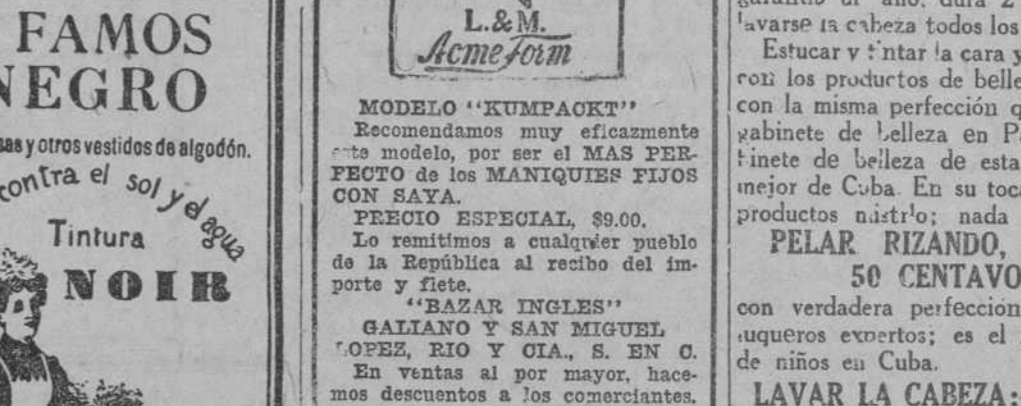 FAMOS
NEGRO
sas y otros vestidos de algodón.
contra el sol y el agua
Tintura
NOIR
L.&M.
Acme Form
MODELO "KUMPACKT"
Recomendamos muy eficazmente
este modelo, por ser el MAS PER-
FECTO de los MANIQUIES FIJOS
CON SAYA.
PRECIO ESPECIAL, $9.00.
Lo remitimos a cualquier pueblo
de la República al recibo del im-
porte y flete.
"BAZAR INGLES"
GALIANO Y SAN MIGUEL
LOPEZ, RIO Y CIA., S. EN C.
En ventas al por mayor, hace-
mos descuentos a los comerciantes.
lavarse la cabeza todos los
Estucar y tintar la cara y
con los productos de belle
con la misma perfección q
gabinete de belleza en P
binete de belleza de esta
mejor de Cuba. En su toca
productos nada
PELAR RIZANDO,
50 CENTAVO
con verdadera perfeccion
luqueros expertos; es el
de niños en Cuba.
LAVAR LA CABEZA: